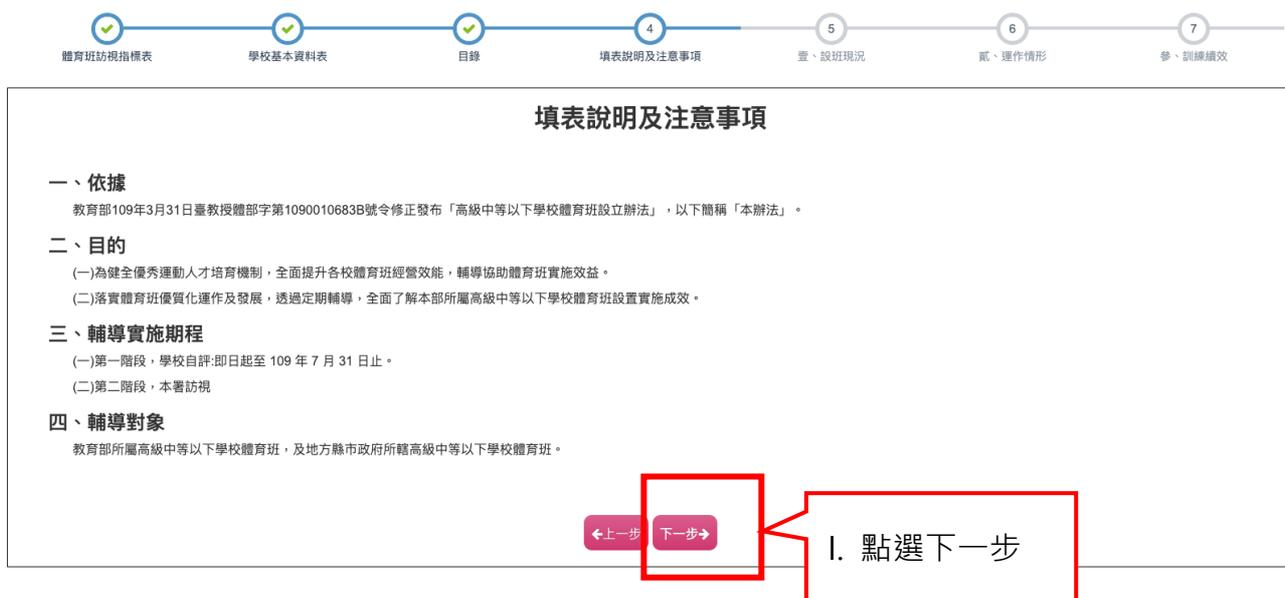 4
5
6
7
體育班訪視指標表
學校基本資料表
目錄
填表說明及注意事項
壹、設班現況
貳、運作情形
參、訓練績效
填表說明及注意事項
一、依據
教育部109年3月31日臺教授體部字第1090010683B號令修正發布「高級中等以下學校體育班設立辦法」，以下簡稱「本辦法」。
二、目的
(一)為健全優秀運動人才培育機制，全面提升各校體育班經營效能，輔導協助體育班實施效益。
(二)落實體育班優質化運作及發展，透過定期輔導，全面了解本部所屬高級中等以下學校體育班設置實施成效。
三、輔導實施期程
(一)第一階段，學校自評:即日起至 109 年 7 月 31 日止。
(二)第二階段，本署訪視
四、輔導對象
教育部所屬高級中等以下學校體育班，及地方縣市政府所轄高級中等以下學校體育班。
←上一步
下一步→
I. 點選下一步